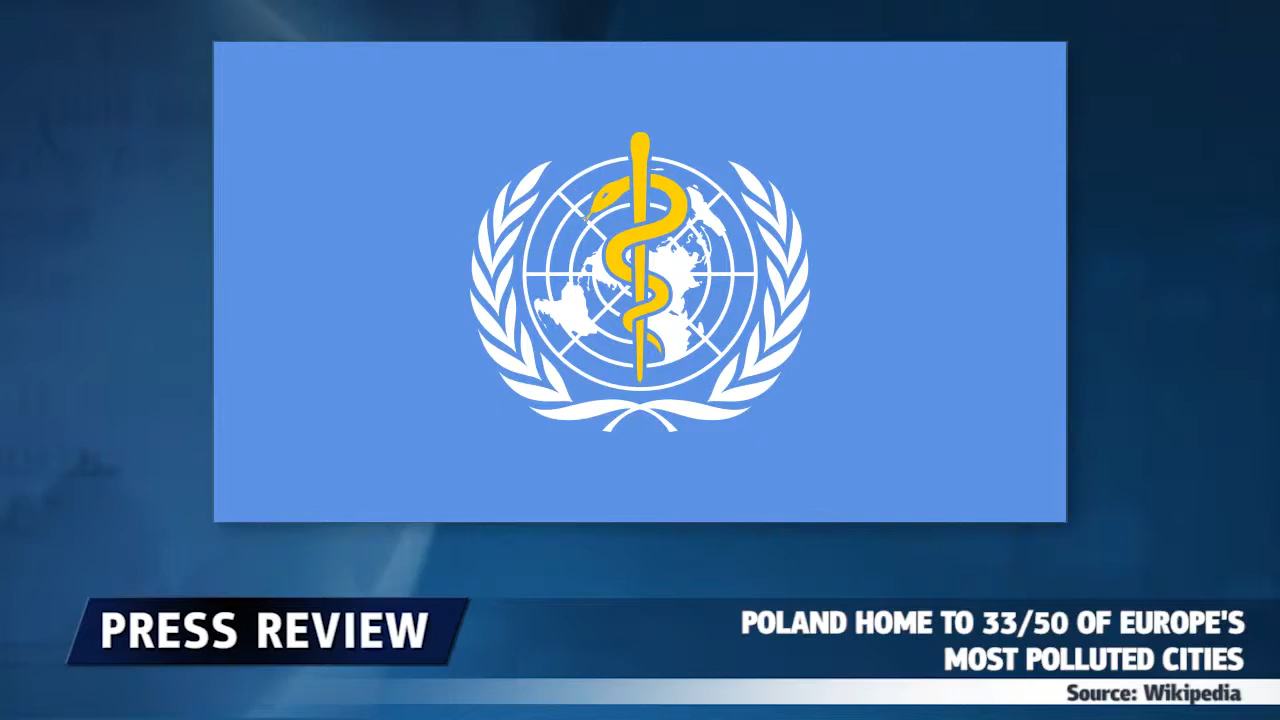 PRESS REVIEW
POLAND HOME TO 33/50 OF EUROPE'S
MOST POLLUTED CITIES
Source: Wikipedia